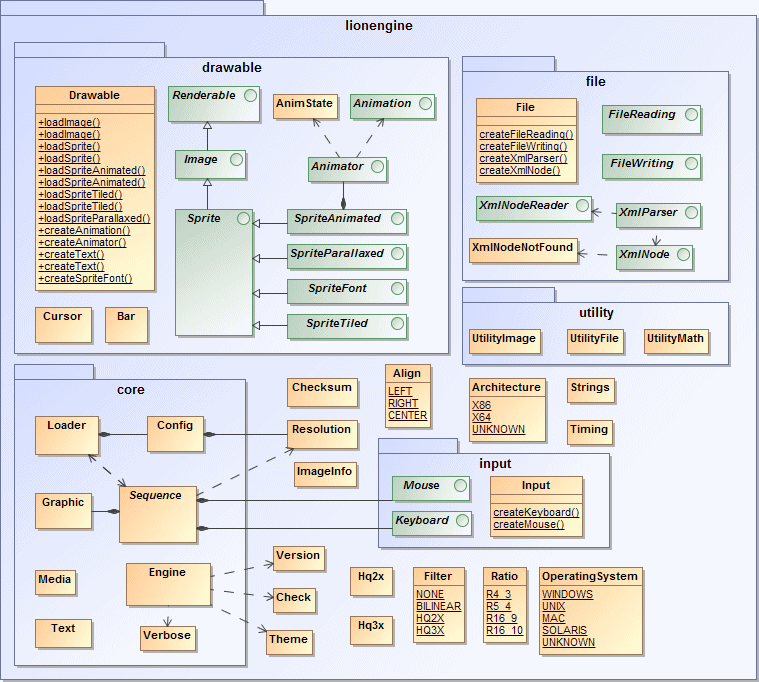 lionengine
drawable
Drawable
+loadImage()
+loadImage()
+loadSprite()
+loadSprite()
+loadSpriteAnimated()
+loadSpriteAnimated()
+loadSpriteTiled()
+loadSpriteTiled()
+loadSpriteParallaxed()
+createAnimation()
+createAnimator()
+createText()
+createText()
+createSpriteFont()
Renderable
AnimState
Animation
Image
Animator
Sprite
SpriteAnimated
SpriteParallaxed
SpriteFont
SpriteTiled
Cursor
Bar
file
File
createFileReading()
createFileWriting()
createXmlParser()
createXmlNode()
FileReading
FileWriting
XmlNodeReader
XmlParser
XmlNodeNotFound
XmlNode
utility
UtilityImage
UtilityFile
UtilityMath
core
Loader
Config
Graphic
Sequence
Media
Engine
Text
Verbose
Checksum
Resolution
ImageInfo
Align
LEFT
RIGHT
CENTER
Architecture
X86
X64
UNKNOWN
Strings
Timing
input
Mouse
Keyboard
Input
createKeyboard()
createMouse()
Version
Check
Theme
Hq2x
Hq3x
Filter
NONE
BILINEAR
HQ2X
HQ3X
Ratio
R4_3
R5_4
R16_9
R16_10
OperatingSystem
WINDOWS
UNIX
MAC
SOLARIS
UNKNOWN